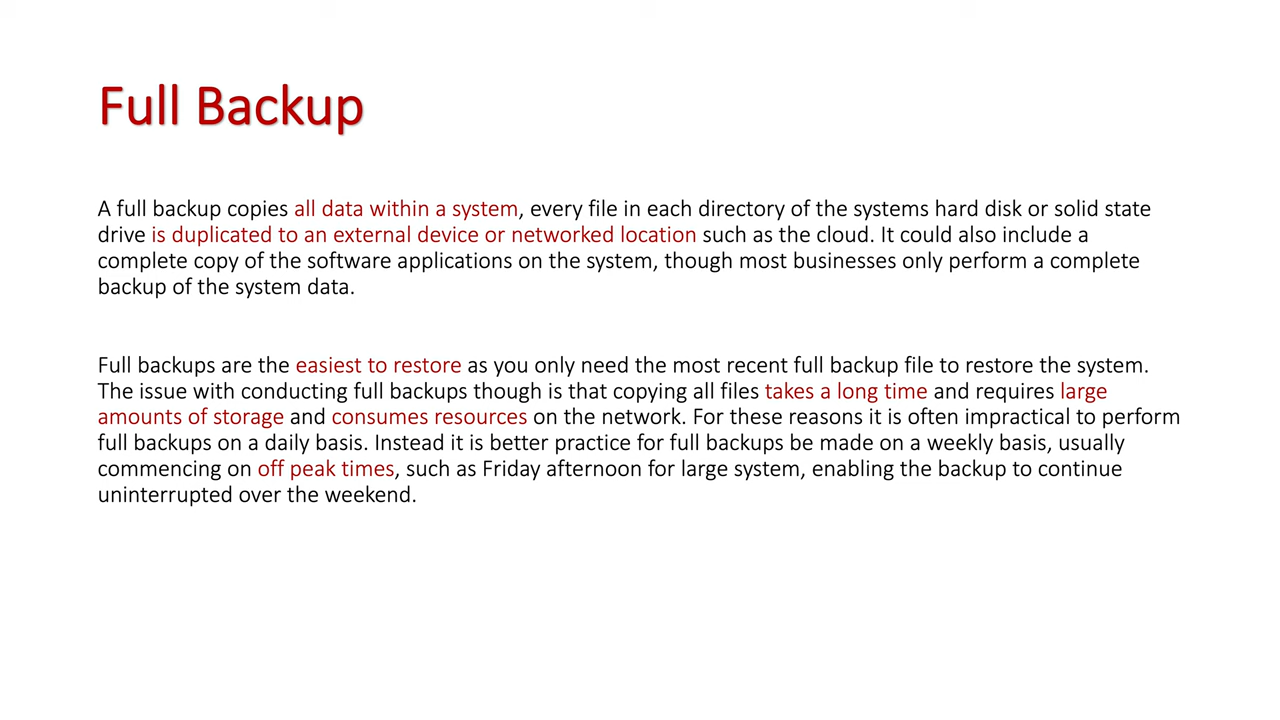 Full Backup
A full backup copies all data within a system, every file in each directory of the systems hard disk or solid state
drive is duplicated to an external device or networked location such as the cloud. It could also include a
complete copy of the software applications on the system, though most businesses only perform a complete
backup of the system data.
Full backups are the easiest to restore as you only need the most recent full backup file to restore the system.
The issue with conducting full backups though is that copying all files takes a long time and requires large
amounts of storage and consumes resources on the network. For these reasons it is often impractical to perform
full backups on a daily basis. Instead it is better practice for full backups be made on a weekly basis, usually
commencing on off peak times, such as Friday afternoon for large system, enabling the backup to continue
uninterrupted over the weekend.